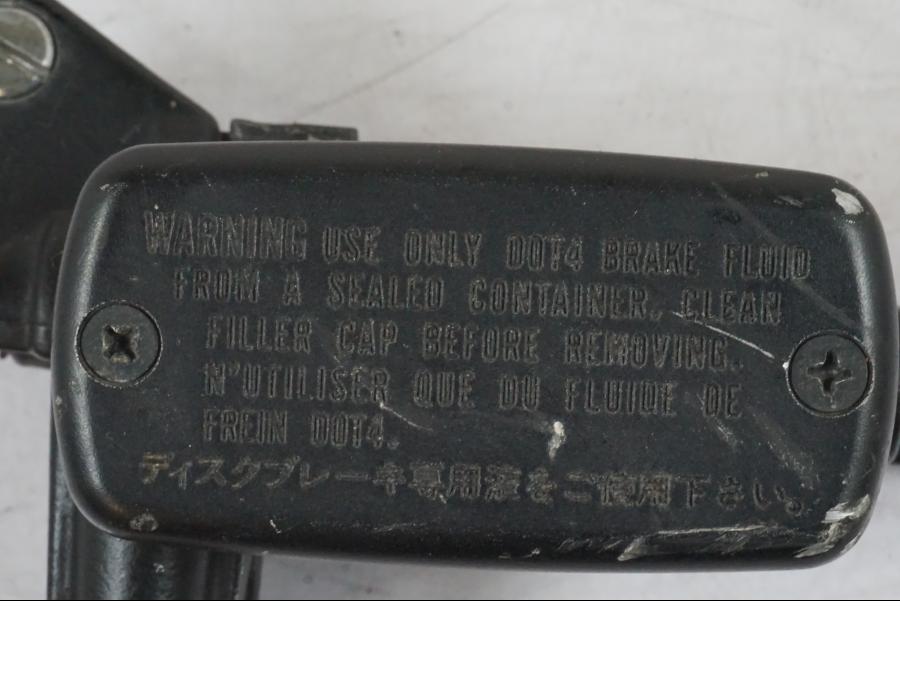 WARNING USE ONLY DOT4 BRAKE FLUID
FROM A SEALED CONTAINER. CLEAN
FILLER CAP BEFORE REMOVING.
N'UTILISER QUE DU FLUIDE DE
FREIN DOT4.
ディスクブレーキ専用液をご使用下さい。